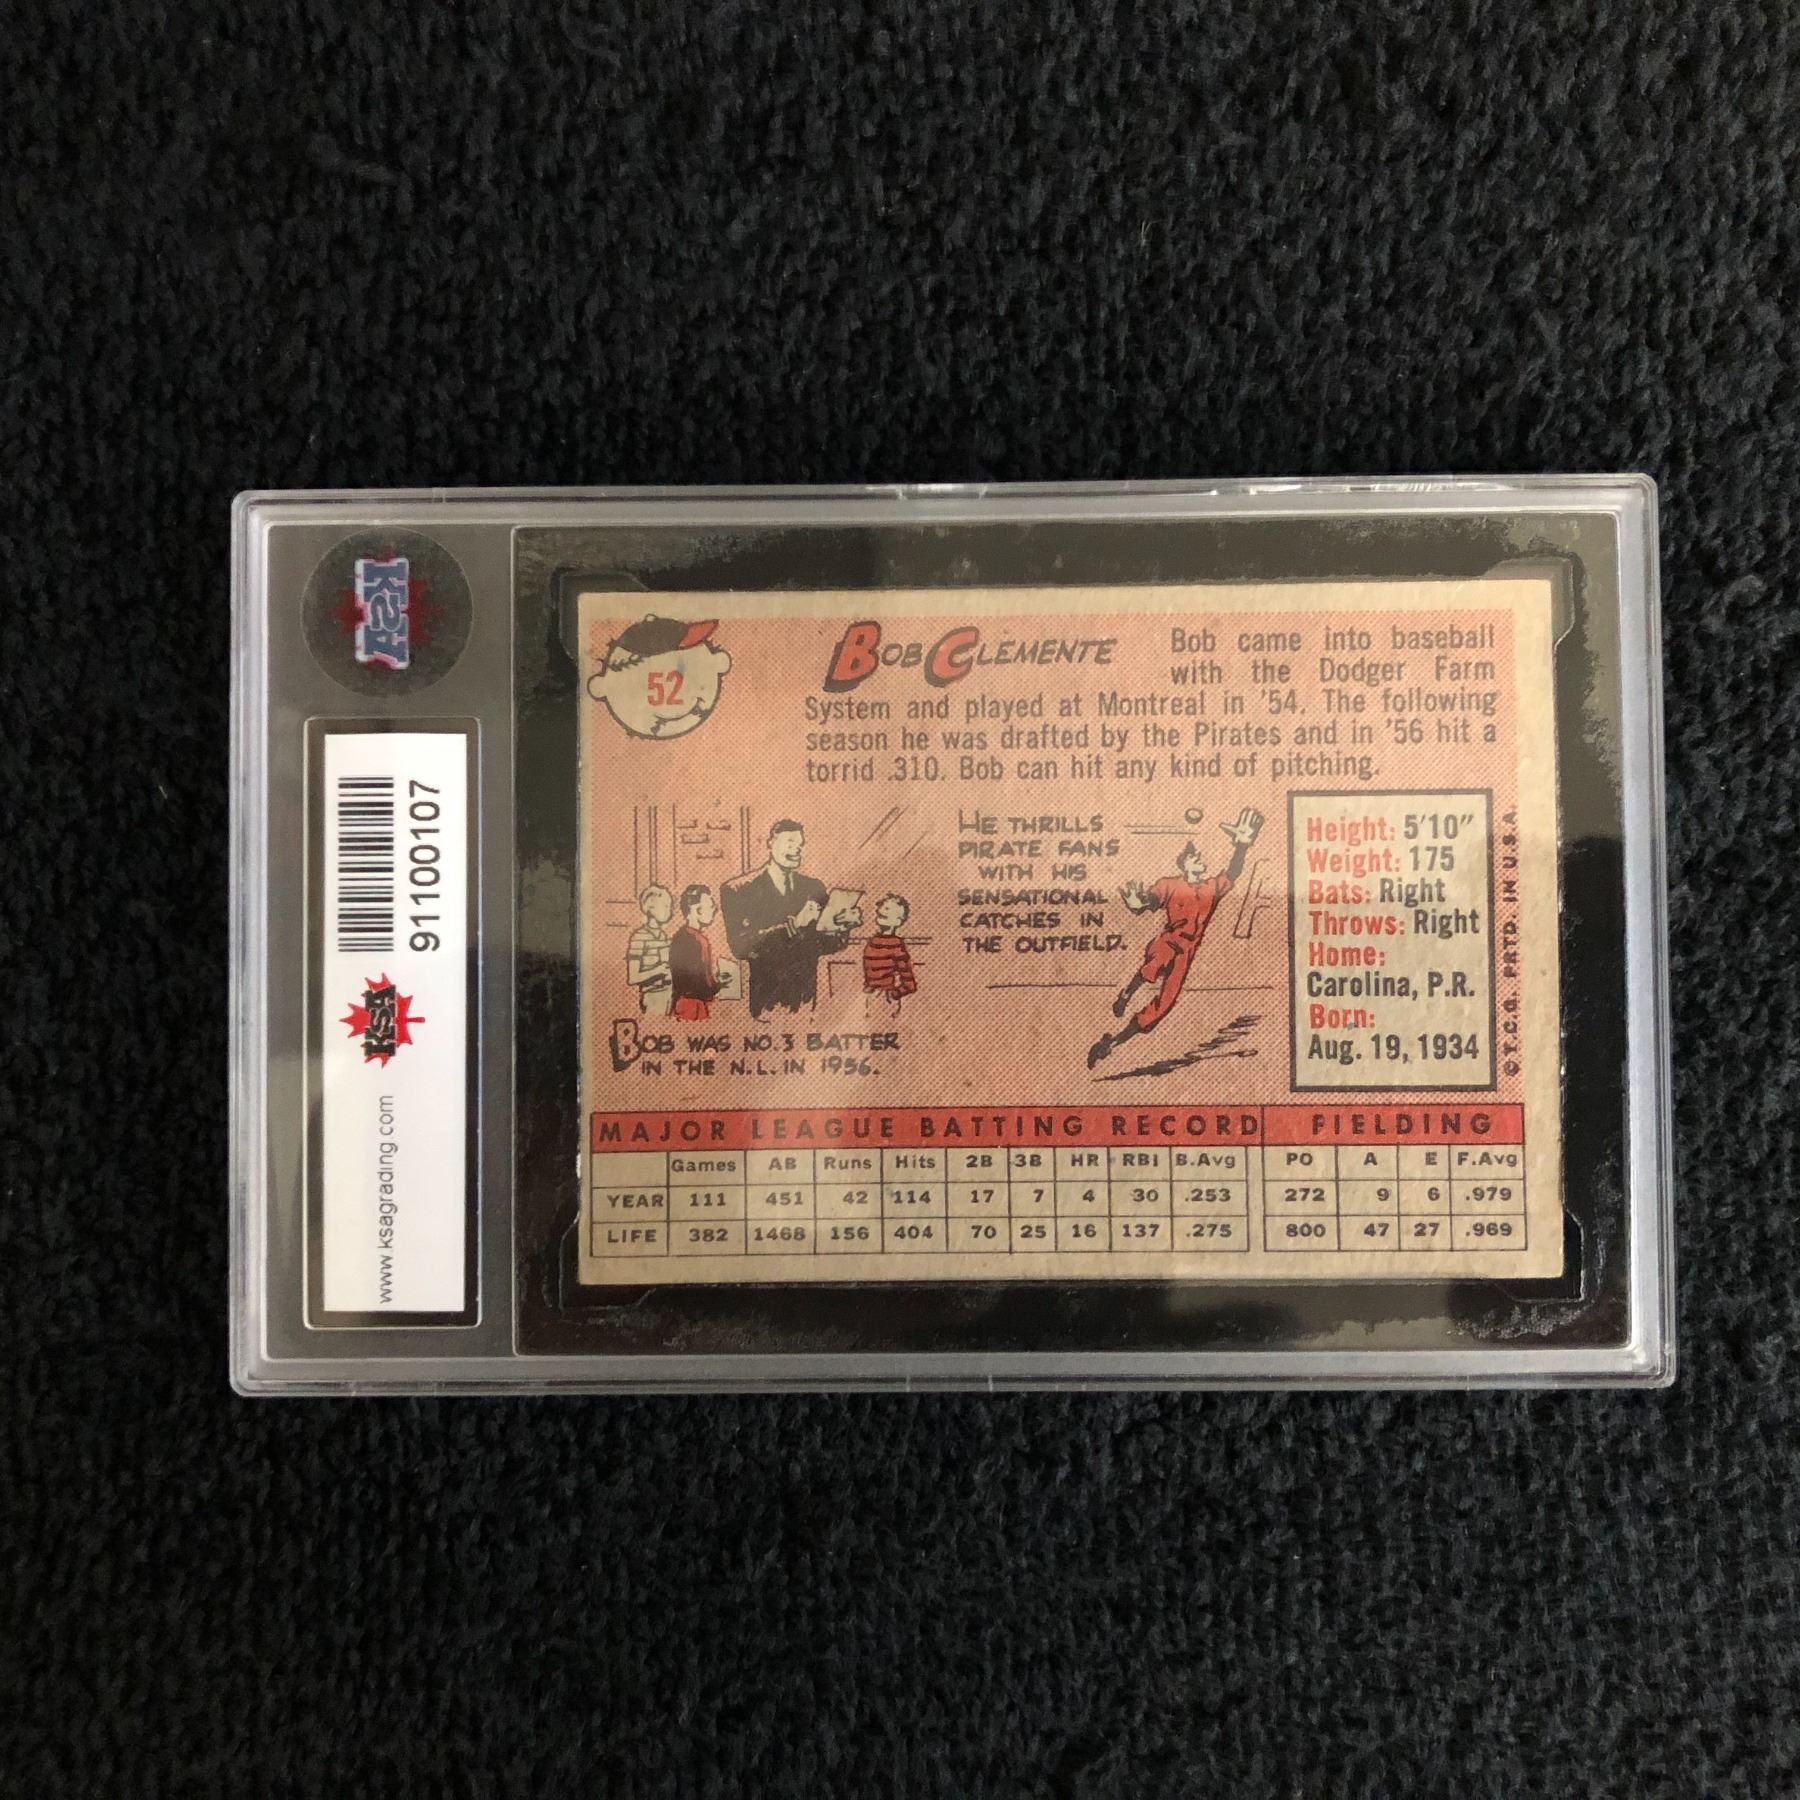 KSA
91100107
KSA
www.ksagrading.com
52
BOB CLEMENTE
Bob came into baseball
with the Dodger Farm
System and played at Montreal in '54. The following
season he was drafted by the Pirates and in '56 hit a
torrid .310. Bob can hit any kind of pitching.
HE THRILLS
PIRATE FANS
WITH HIS
SENSATIONAL
CATCHES IN
THE OUTFIELD.
BOB WAS NO. 3 BATTER
IN THE N.L. IN 1956.
Height: 5'10"
Weight: 175
Bats: Right
Throws: Right
Home:
Carolina, P.R.
Born:
Aug. 19, 1934
© T.C.G. PRTD. IN U.S.A.
MAJOR LEAGUE BATTING RECORD FIELDING
Games AB Runs Hits 2B 3B HR RBI B.Avg PO A E F.Avg
YEAR 111 451 42 114 17 7 4 30 .253 272 9 6 .979
LIFE 382 1468 156 404 70 25 16 137 .275 800 47 27 .969